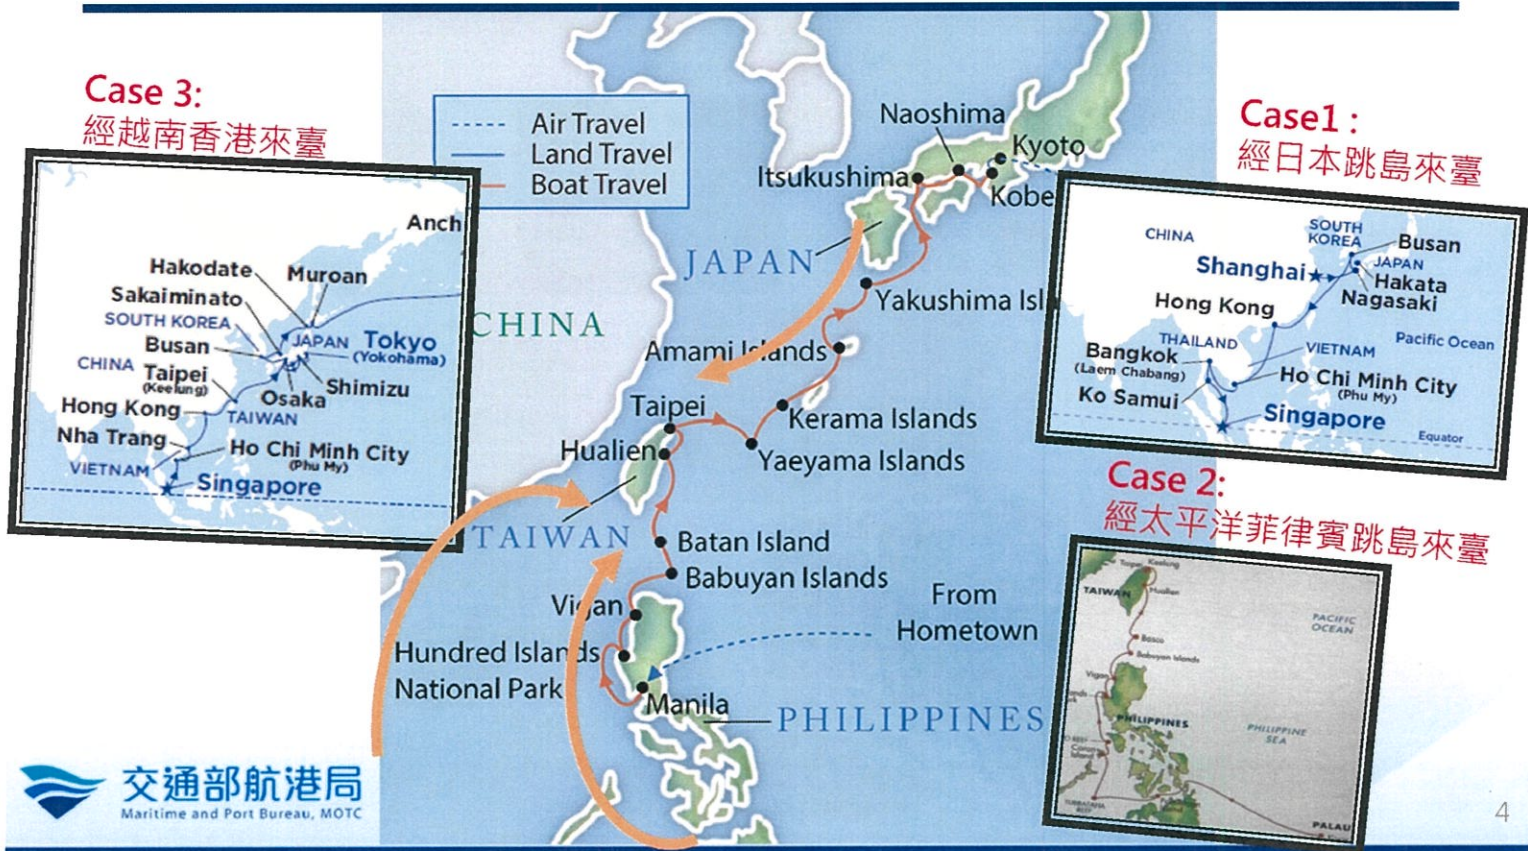 Case 3:
經越南香港來臺
Anch
Hakodate
Muroan
Sakaiminato
SOUTH KOREA
JAPAN
Tokyo
(Yokohama)
Busan
CHINA
Taipei
(Keelung)
Shimizu
Osaka
Hong Kong
TAIWAN
Nha Trang
Ho Chi Minh City
(Phu My)
VIETNAM
Singapore
Air Travel
Land Travel
Boat Travel
Naoshima
Kyoto
Itsukushima
Kobe
JAPAN
Yakushima Isl
CHINA
Amami Islands
Taipei
Kerama Islands
Hualien
Yaeyama Islands
TAIWAN
Batan Island
Babuyan Islands
Vigan
From
Hometown
Hundred Islands
National Park
Manila
PHILIPPINES
Case1 :
經日本跳島來臺
CHINA
SOUTH
KOREA
Busan
JAPAN
Shanghai
Hakata
Nagasaki
Hong Kong
Pacific Ocean
THAILAND
VIETNAM
Bangkok
(Laem Chabang)
Ho Chi Minh City
(Phu My)
Ko Samui
Singapore
Equator
Case 2:
經太平洋菲律賓跳島來臺
Taipei
Keelung
TAIWAN
Hualien
PACIFIC
OCEAN
Basco
Babuyan Islands
Vigan
PHILIPPINES
PHILIPPINE
SEA
PALAU
交通部航港局
Maritime and Port Bureau, MOTC
4